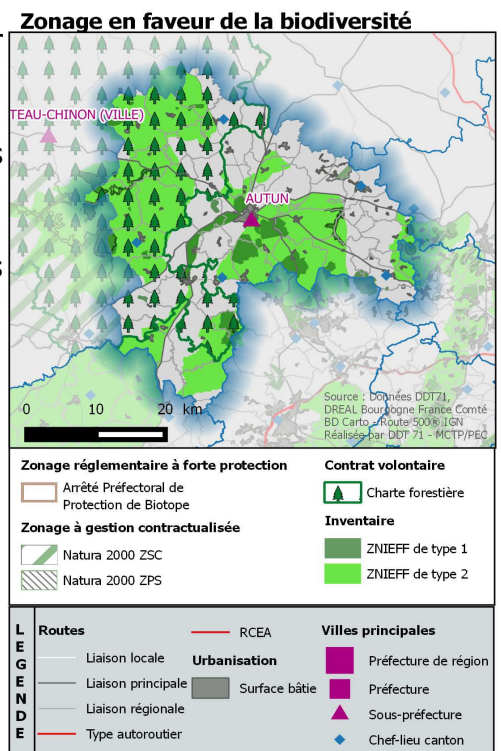 Zonage en faveur de la biodiversité
TEAU-CHINON (VILLE)
AUTUN
Source : Données DDT71,
DREAL Bourgogne France Comté
BD Carto - Route 500® IGN
Réalisée par DDT 71 - MCTP/PEC
0 10 20 km
Zonage réglementaire à forte protection
Arrêté Préfectoral de
Protection de Biotope
Zonage à gestion contractualisée
Natura 2000 ZSC
Natura 2000 ZPS
Contrat volontaire
Charte forestière
Inventaire
ZNIEFF de type 1
ZNIEFF de type 2
LEGENDE
Routes
Liaison locale
Liaison principale
Liaison régionale
Type autoroutier
RCEA
Urbanisation
Surface bâtie
Villes principales
Préfecture de région
Préfecture
Sous-préfecture
Chef-lieu canton